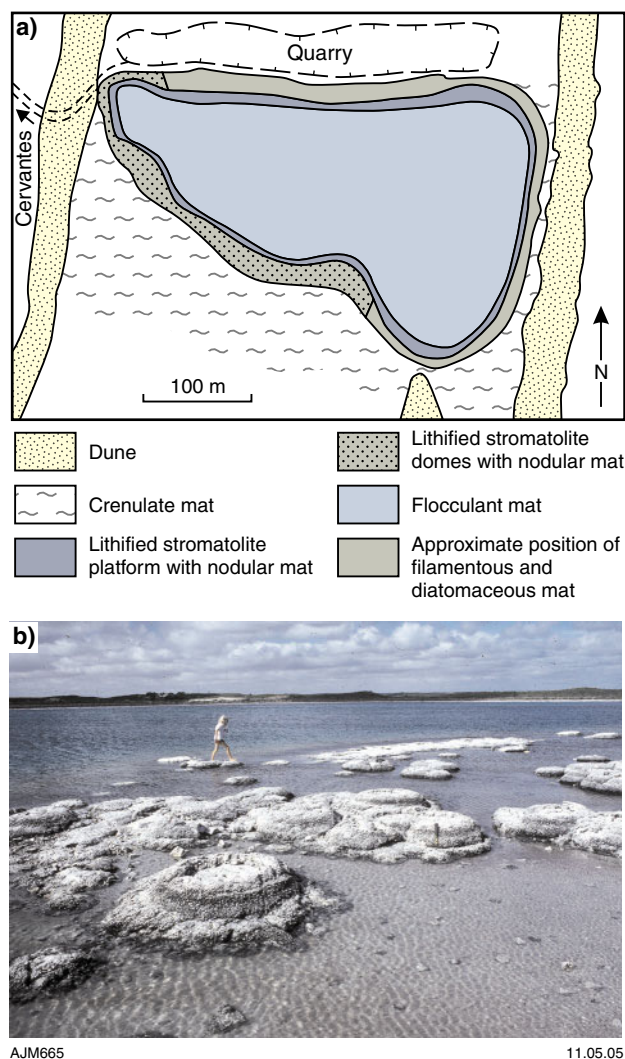 a)
Quarry
Cervantes
100 m
N
Dune
Crenulate mat
Lithified stromatolite
platform with nodular mat
Lithified stromatolite
domes with nodular mat
Flocculant mat
Approximate position of
filamentous and
diatomaceous mat
b)
AJM665
11.05.05